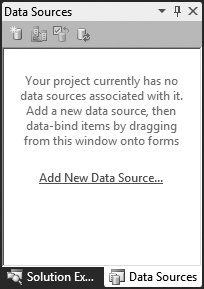 Data Sources
Your project currently has no
data sources associated with it.
Add a new data source, then
data-bind items by dragging
from this window onto forms
Add New Data Source...
Solution Ex...
Data Sources